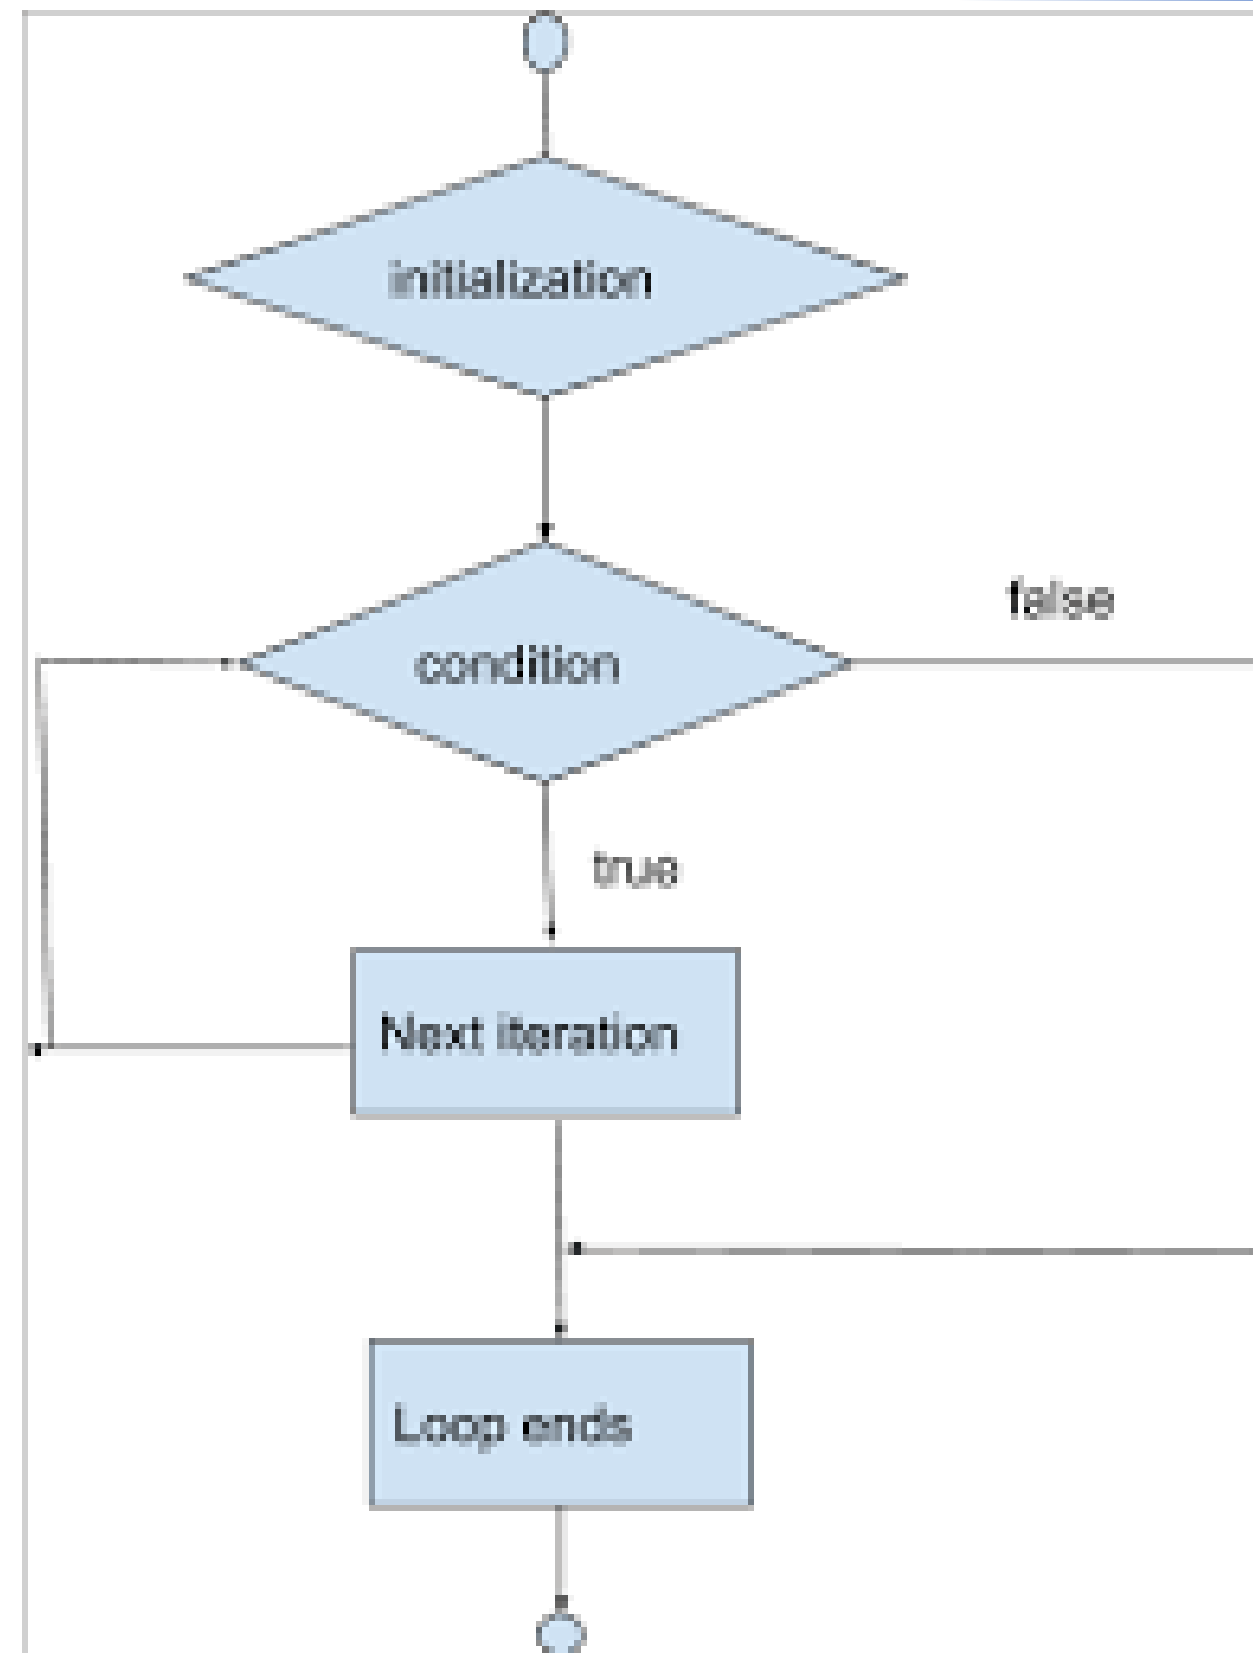 initialization
condition
false
true
Next iteration
Loop ends